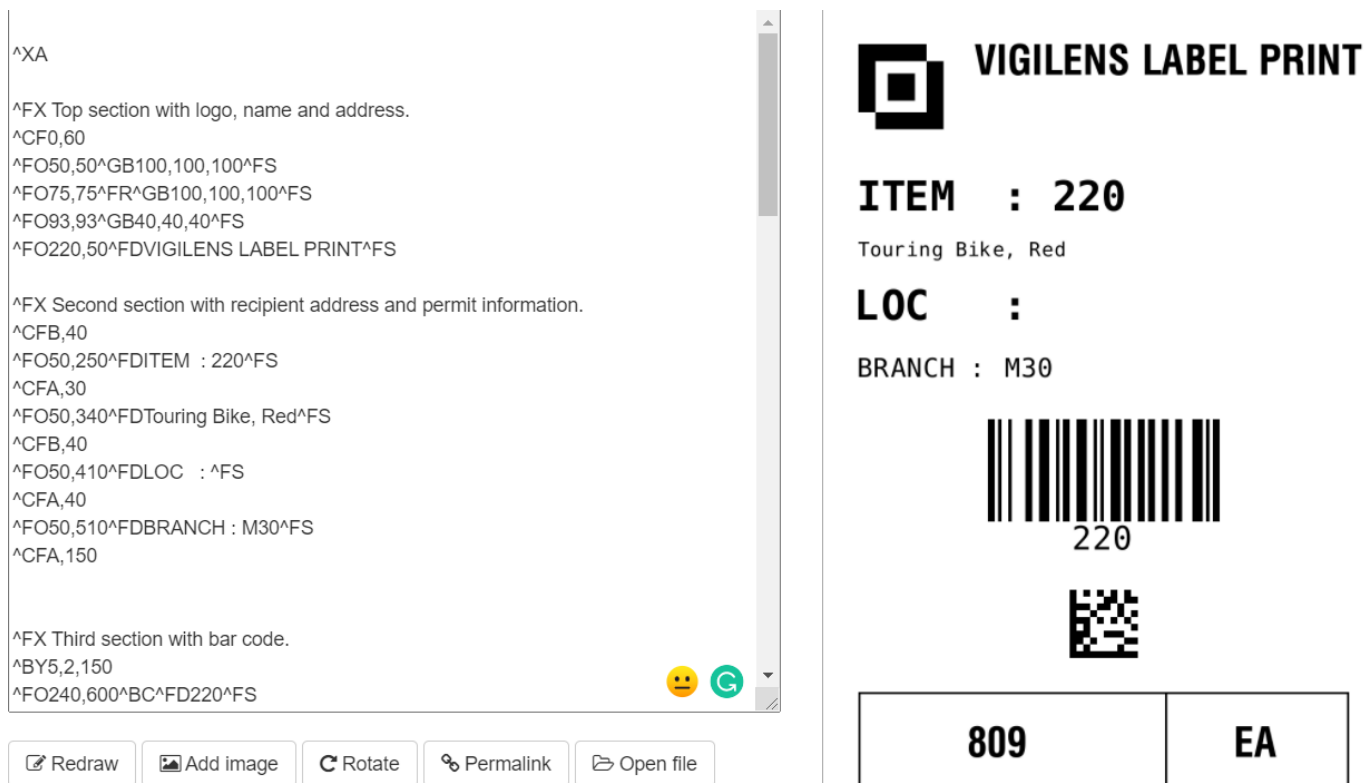 ^XA
^FX Top section with logo, name and address.
^CF0,60
^FO50,50^GB100,100,100^FS
^FO75,75^FR^GB100,100,100^FS
^FO93,93^GB40,40,40^FS
^FO220,50^FDVIGILENS LABEL PRINT^FS
^FX Second section with recipient address and permit information.
^CFB,40
^FO50,250^FDITEM  : 220^FS
^CFA,30
^FO50,340^FDTouring Bike, Red^FS
^CFB,40
^FO50,410^FDLOC   : ^FS
^CFA,40
^FO50,510^FDBRANCH : M30^FS
^CFA,150
^FX Third section with bar code.
^BY5,2,150
^FO240,600^BC^FD220^FS
Redraw
Add image
Rotate
Permalink
Open file
VIGILENS LABEL PRINT
ITEM  : 220
Touring Bike, Red
LOC   :
BRANCH : M30
220
809
EA